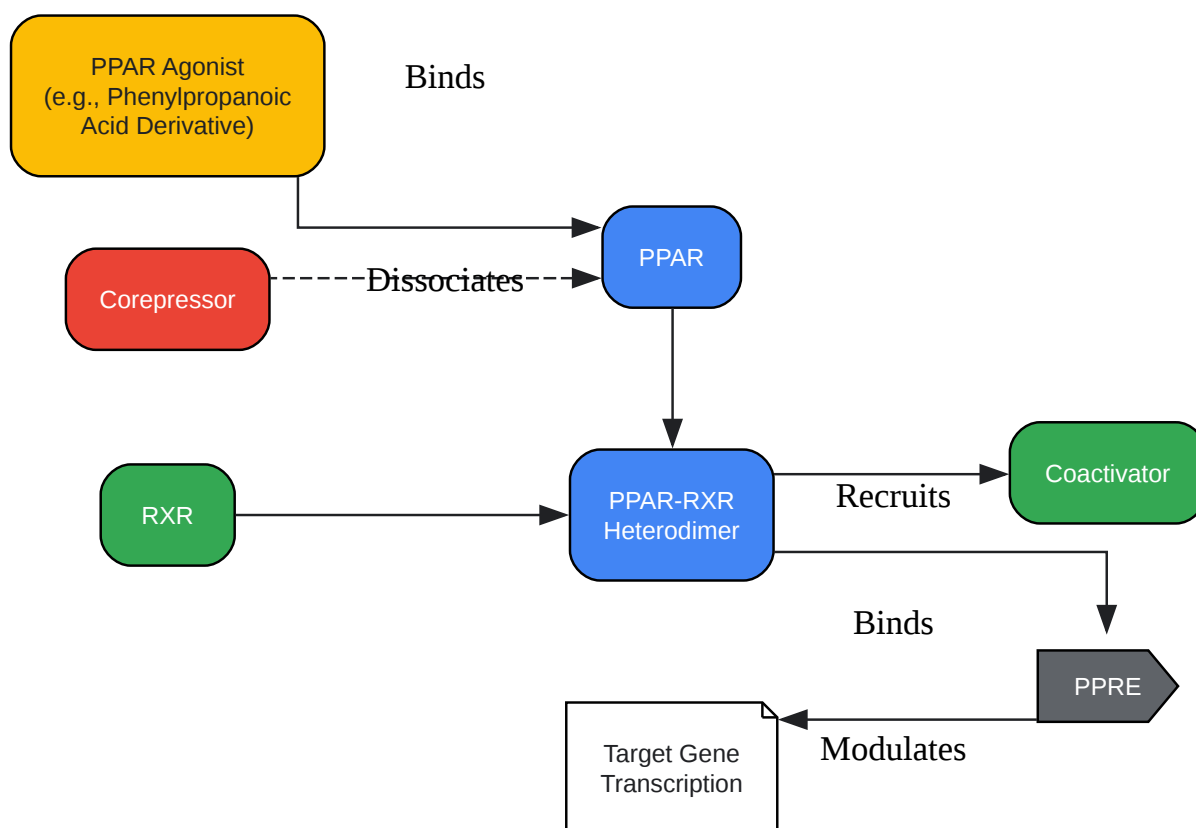 PPAR Agonist
(e.g., Phenylpropanoic
Acid Derivative)
Binds
PPAR
Dissociates
Corepressor
Coactivator
Recruits
PPAR-RXR
Heterodimer
RXR
Binds
PPRE
Modulates
Target Gene
Transcription